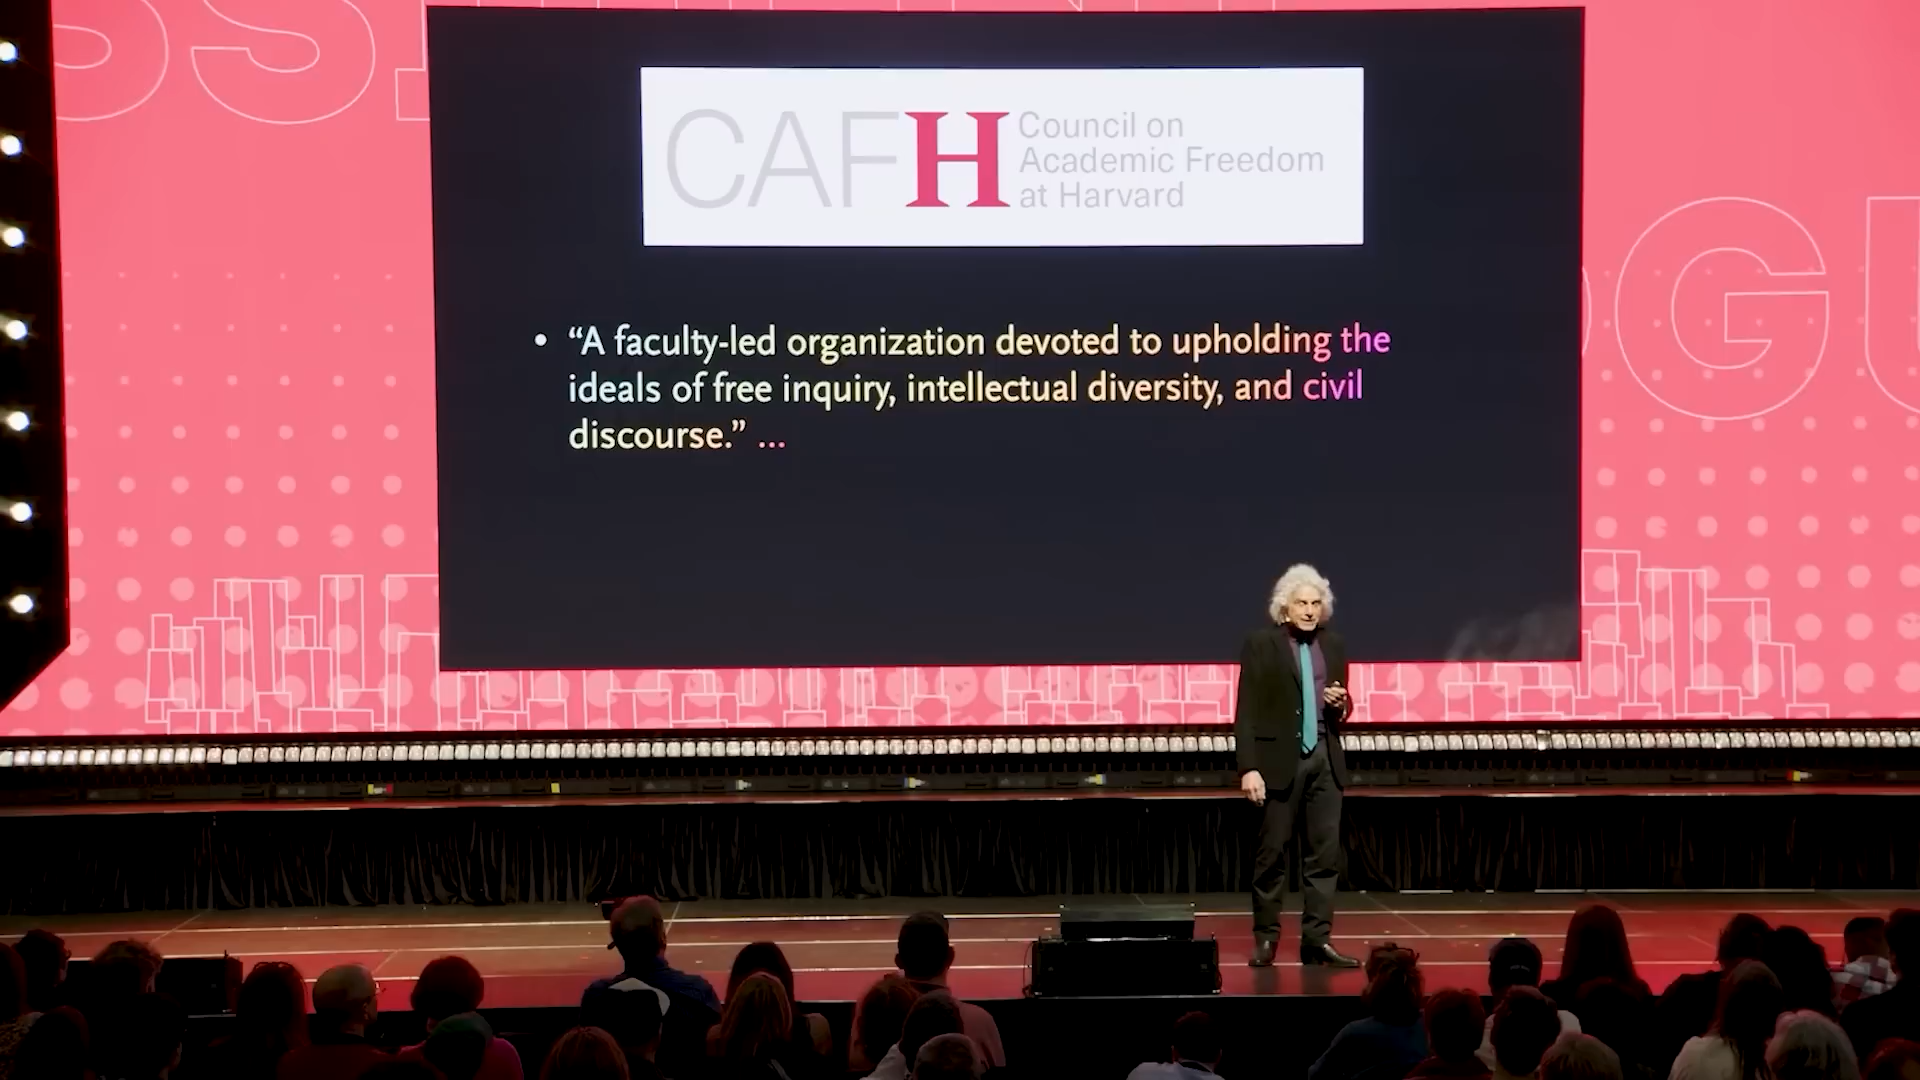 CAFH
Council on
Academic Freedom
at Harvard
• “A faculty-led organization devoted to upholding the
ideals of free inquiry, intellectual diversity, and civil
discourse.” ...